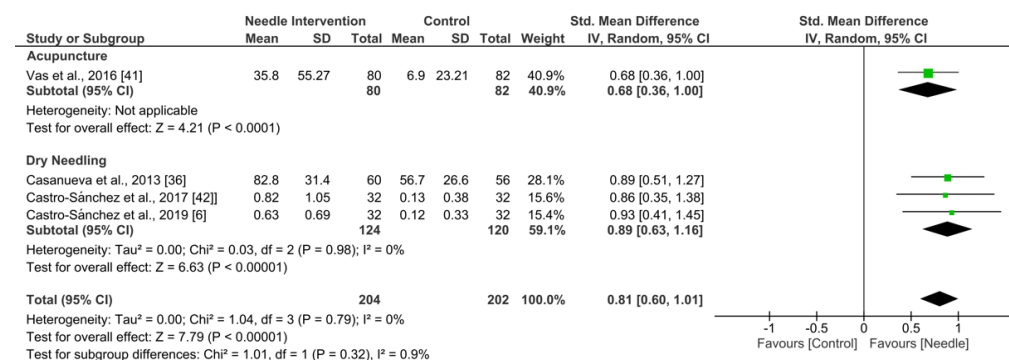 Needle Intervention Control Std. Mean Difference Std. Mean Difference
Study or Subgroup Mean SD Total Mean SD Total Weight IV, Random, 95% CI IV, Random, 95% CI
Acupuncture
Vas et al., 2016 [41] 35.8 55.27 80 6.9 23.21 82 40.9% 0.68 [0.36, 1.00]
Subtotal (95% CI) 80 82 40.9% 0.68 [0.36, 1.00]
Heterogeneity: Not applicable
Test for overall effect: Z = 4.21 (P < 0.0001)
Dry Needling
Casanueva et al., 2013 [36] 82.8 31.4 60 56.7 26.6 56 28.1% 0.89 [0.51, 1.27]
Castro-Sánchez et al., 2017 [42]] 0.82 1.05 32 0.13 0.38 32 15.6% 0.86 [0.35, 1.38]
Castro-Sánchez et al., 2019 [6] 0.63 0.69 32 0.12 0.33 32 15.4% 0.93 [0.41, 1.45]
Subtotal (95% CI) 124 120 59.1% 0.89 [0.63, 1.16]
Heterogeneity: Tau² = 0.00; Chi² = 0.03, df = 2 (P = 0.98); I² = 0%
Test for overall effect: Z = 6.63 (P < 0.00001)
Total (95% CI) 204 202 100.0% 0.81 [0.60, 1.01]
Heterogeneity: Tau² = 0.00; Chi² = 1.04, df = 3 (P = 0.79); I² = 0%
Test for overall effect: Z = 7.79 (P < 0.00001)
Test for subgroup differences: Chi² = 1.01, df = 1 (P = 0.32), I² = 0.9%
-1 -0.5 0 0.5 1
Favours [Control] Favours [Needle]